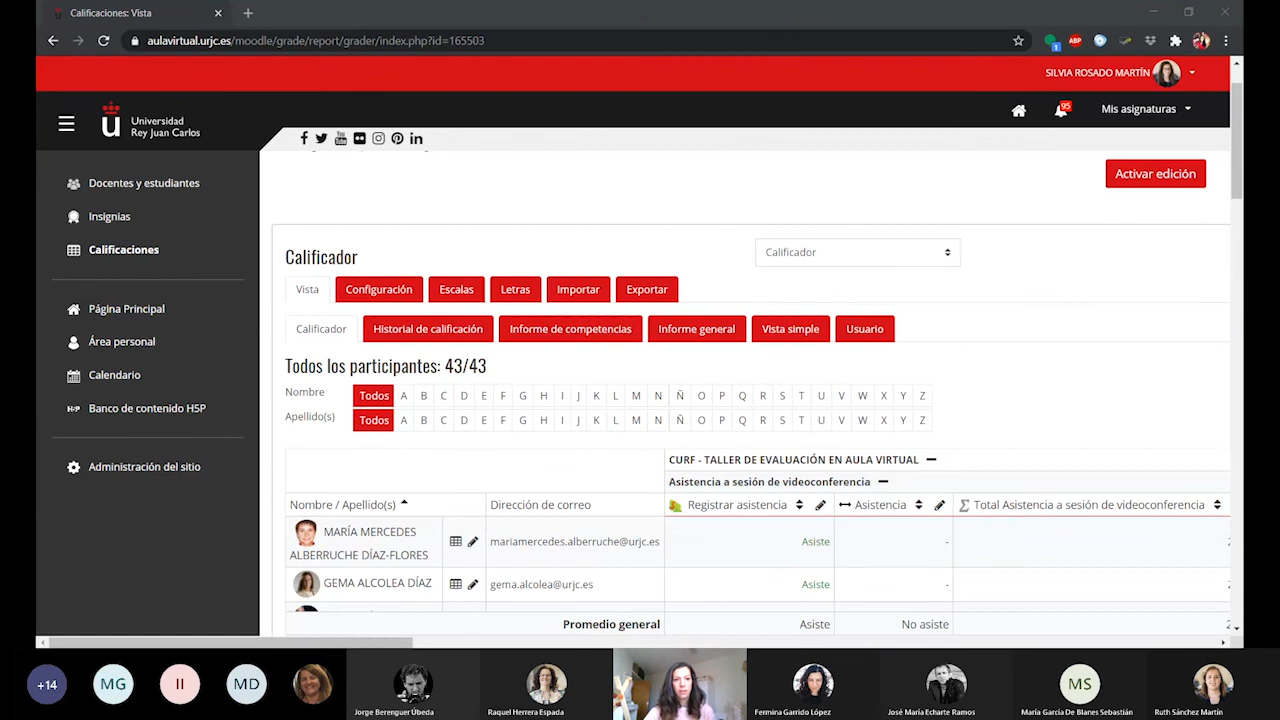 Calificaciones: Vista
aulavirtual.urjc.es/moodle/grade/report/grader/index.php?id=165503
1
ABP
SILVIA ROSADO MARTÍN
Universidad
Rey Juan Carlos
95
Mis asignaturas
Docentes y estudiantes
Insignias
Calificaciones
Página Principal
Área personal
Calendario
H5P Banco de contenido H5P
Administración del sitio
Activar edición
Calificador
Calificador
Vista Configuración Escalas Letras Importar Exportar
Calificador Historial de calificación Informe de competencias Informe general Vista simple Usuario
Todos los participantes: 43/43
Nombre Todos A B C D E F G H I J K L M N Ñ O P Q R S T U V W X Y Z
Apellido(s) Todos A B C D E F G H I J K L M N Ñ O P Q R S T U V W X Y Z
CURF - TALLER DE EVALUACIÓN EN AULA VIRTUAL
Asistencia a sesión de videoconferencia
Nombre / Apellido(s) Dirección de correo Registrar asistencia Asistencia Σ Total Asistencia a sesión de videoconferencia
MARÍA MERCEDES
ALBERRUCHE DÍAZ-FLORES
mariamercedes.alberruche@urjc.es Asiste -
GEMA ALCOLEA DÍAZ gema.alcolea@urjc.es Asiste -
Promedio general Asiste No asiste
+14 MG II MD MS
Jorge Berenguer Úbeda
Raquel Herrera Espada
Fermina Garrido López
José María Echarte Ramos
María García De Blanes Sebastián
Ruth Sánchez Martín